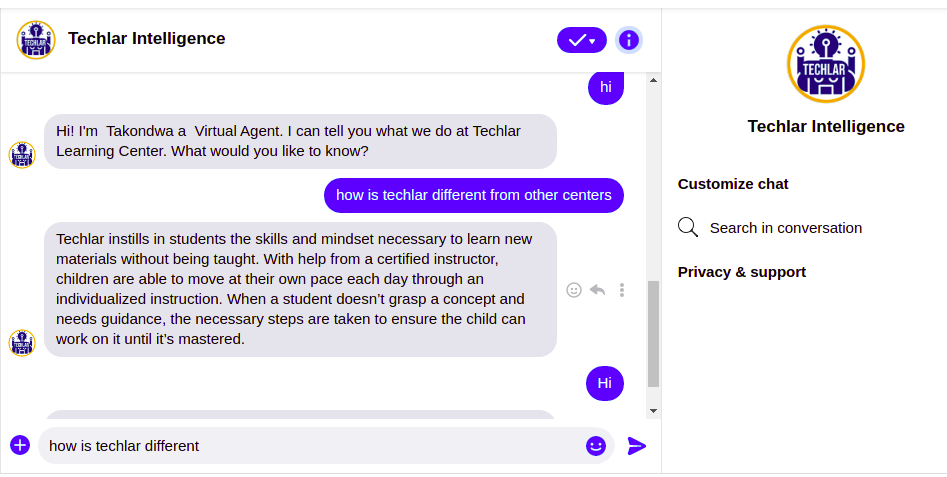 Techlar Intelligence
hi
Hi! I'm Takondwa a Virtual Agent. I can tell you what we do at Techlar
Learning Center. What would you like to know?
how is techlar different from other centers
Techlar instills in students the skills and mindset necessary to learn new
materials without being taught. With help from a certified instructor,
children are able to move at their own pace each day through an
individualized instruction. When a student doesn’t grasp a concept and
needs guidance, the necessary steps are taken to ensure the child can
work on it until it’s mastered.
Hi
how is techlar different
TECHLAR
Techlar Intelligence
Customize chat
Search in conversation
Privacy & support